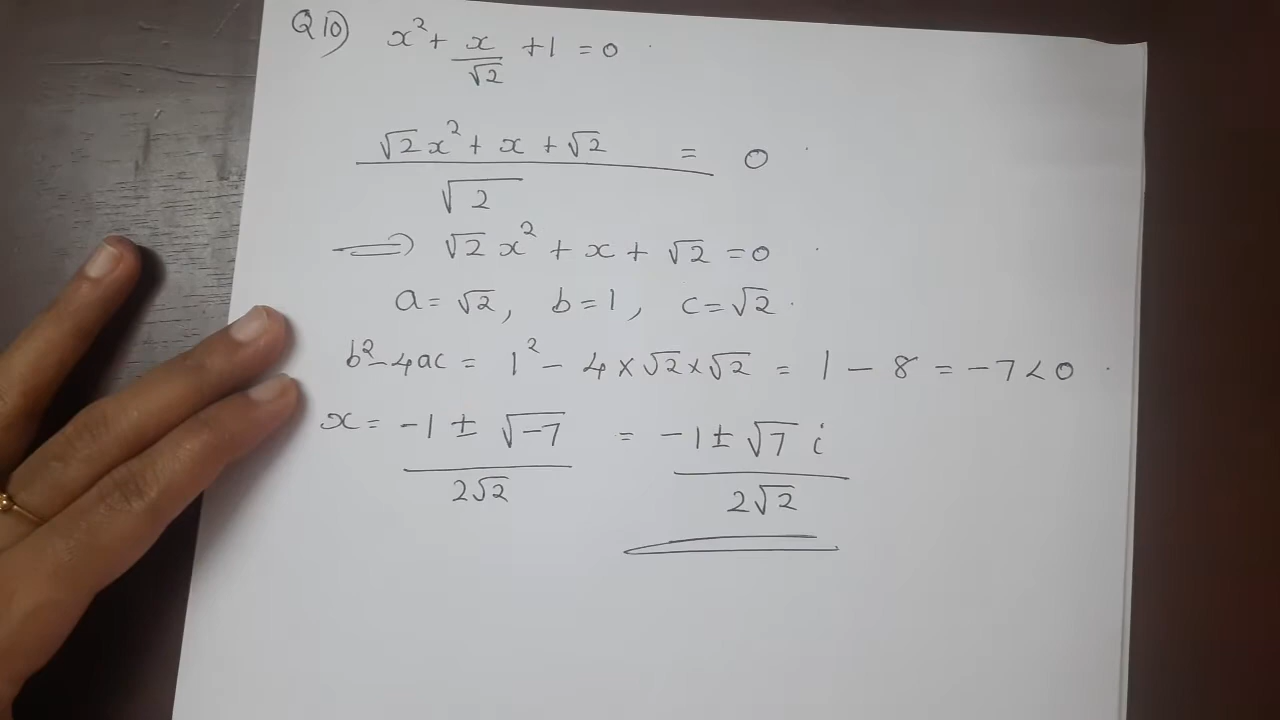 Q10) x² + x/√2 + 1 = 0
(√2x² + x + √2)/√2 = 0
⟹ √2x² + x + √2 = 0
a = √2, b = 1, c = √2.
b² - 4ac = 1² - 4 × √2 × √2 = 1 - 8 = -7 < 0
x = (-1 ± √-7)/(2√2) = (-1 ± √7 i)/(2√2)